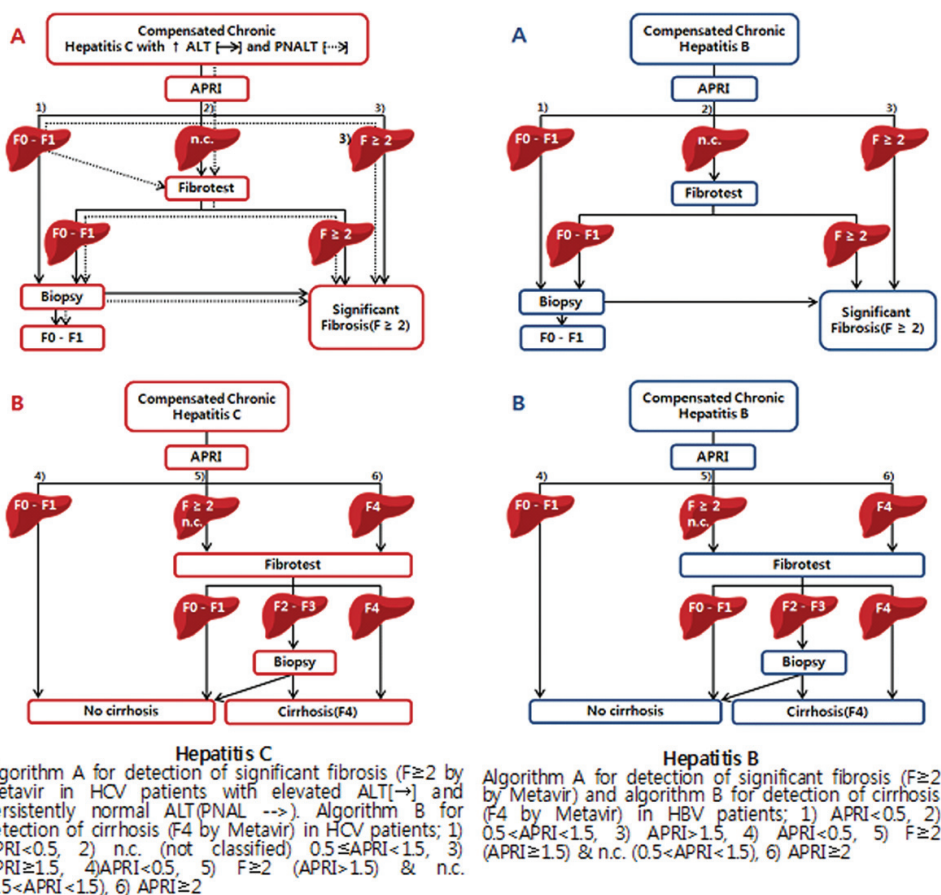 A
Compensated Chronic
Hepatitis C with ↑ ALT [→] and PNALT [⇢]
APRI
1)
2)
3)
F0 - F1
n.c.
3)
F ≥ 2
Fibrotest
F0 - F1
F ≥ 2
Biopsy
Significant
Fibrosis(F ≥ 2)
F0 - F1
A
Compensated Chronic
Hepatitis B
APRI
1)
2)
3)
F0 - F1
n.c.
F ≥ 2
Fibrotest
F0 - F1
F ≥ 2
Biopsy
Significant
Fibrosis(F ≥ 2)
F0 - F1
B
Compensated Chronic
Hepatitis C
APRI
4)
5)
6)
F0 - F1
F ≥ 2
n.c.
F4
Fibrotest
F0 - F1
F2 - F3
F4
Biopsy
No cirrhosis
Cirrhosis(F4)
B
Compensated Chronic
Hepatitis B
APRI
4)
5)
6)
F0 - F1
F ≥ 2
n.c.
F4
Fibrotest
F0 - F1
F2 - F3
F4
Biopsy
No cirrhosis
Cirrhosis(F4)
Hepatitis C
lgorithm A for detection of significant fibrosis (F≥2 by
etavir in HCV patients with elevated ALT[→] and
ersistently normal ALT(PNAL -->). Algorithm B for
etection of cirrhosis (F4 by Metavir) in HCV patients; 1)
PRI<0.5, 2) n.c. (not classified) 0.5≤APRI<1.5, 3)
PRI≥1.5, 4)APRI<0.5, 5) F≥2 (APRI>1.5) & n.c.
.5<APRI<1.5), 6) APRI≥2
Hepatitis B
Algorithm A for detection of significant fibrosis (F≥2
by Metavir) and algorithm B for detection of cirrhosis
(F4 by Metavir) in HBV patients; 1) APRI<0.5, 2)
0.5<APRI<1.5, 3) APRI>1.5, 4) APRI<0.5, 5) F≥2
(APRI≥1.5) & n.c. (0.5<APRI<1.5), 6) APRI≥2